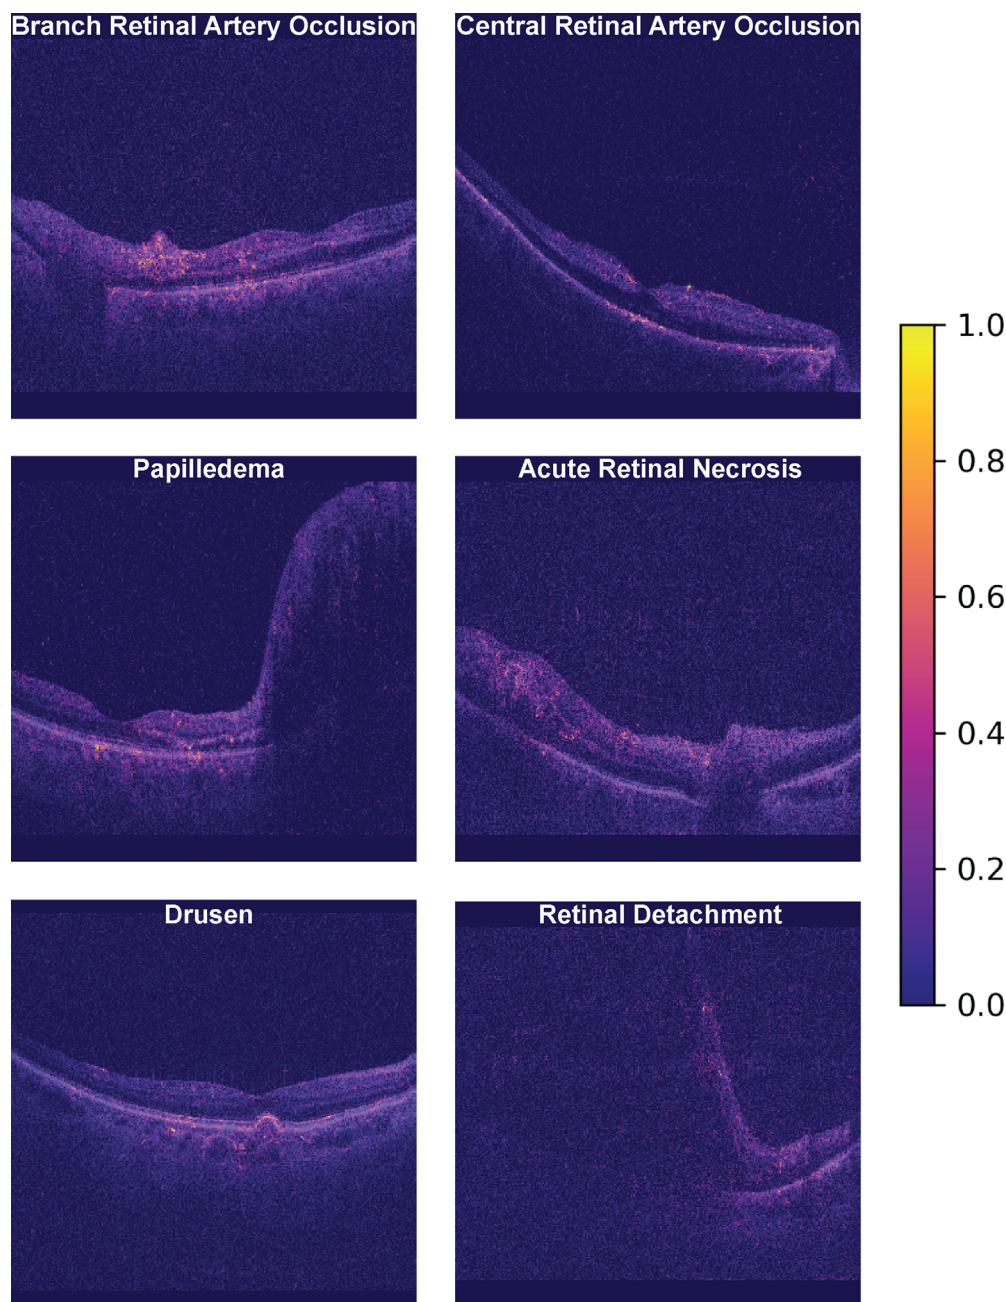 Branch Retinal Artery Occlusion
Central Retinal Artery Occlusion
Papilledema
Acute Retinal Necrosis
Drusen
Retinal Detachment
1.0
0.8
0.6
0.4
0.2
0.0